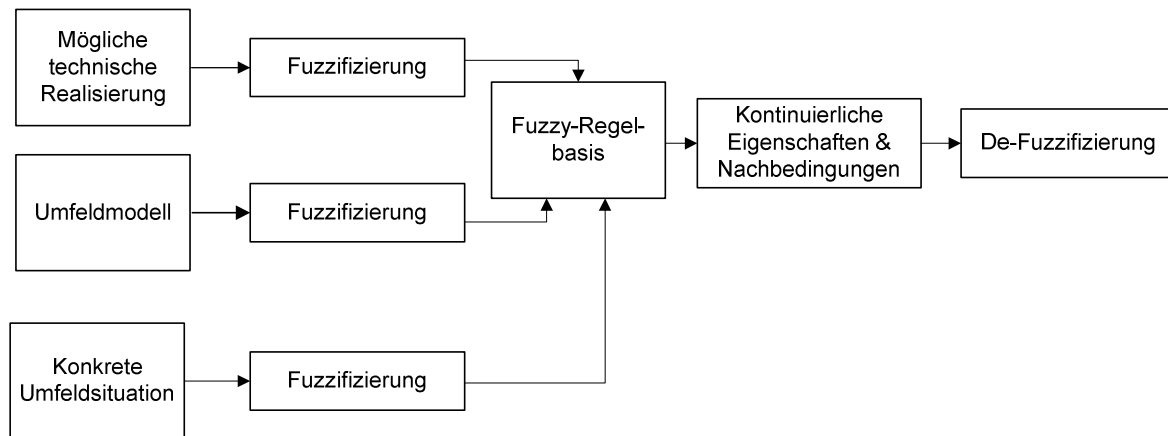 Mögliche
technische
Realisierung
Fuzzifizierung
Fuzzy-Regel-
basis
Kontinuierliche
Eigenschaften &
Nachbedingungen
De-Fuzzifizierung
Umfeldmodell
Fuzzifizierung
Konkrete
Umfeldsituation
Fuzzifizierung